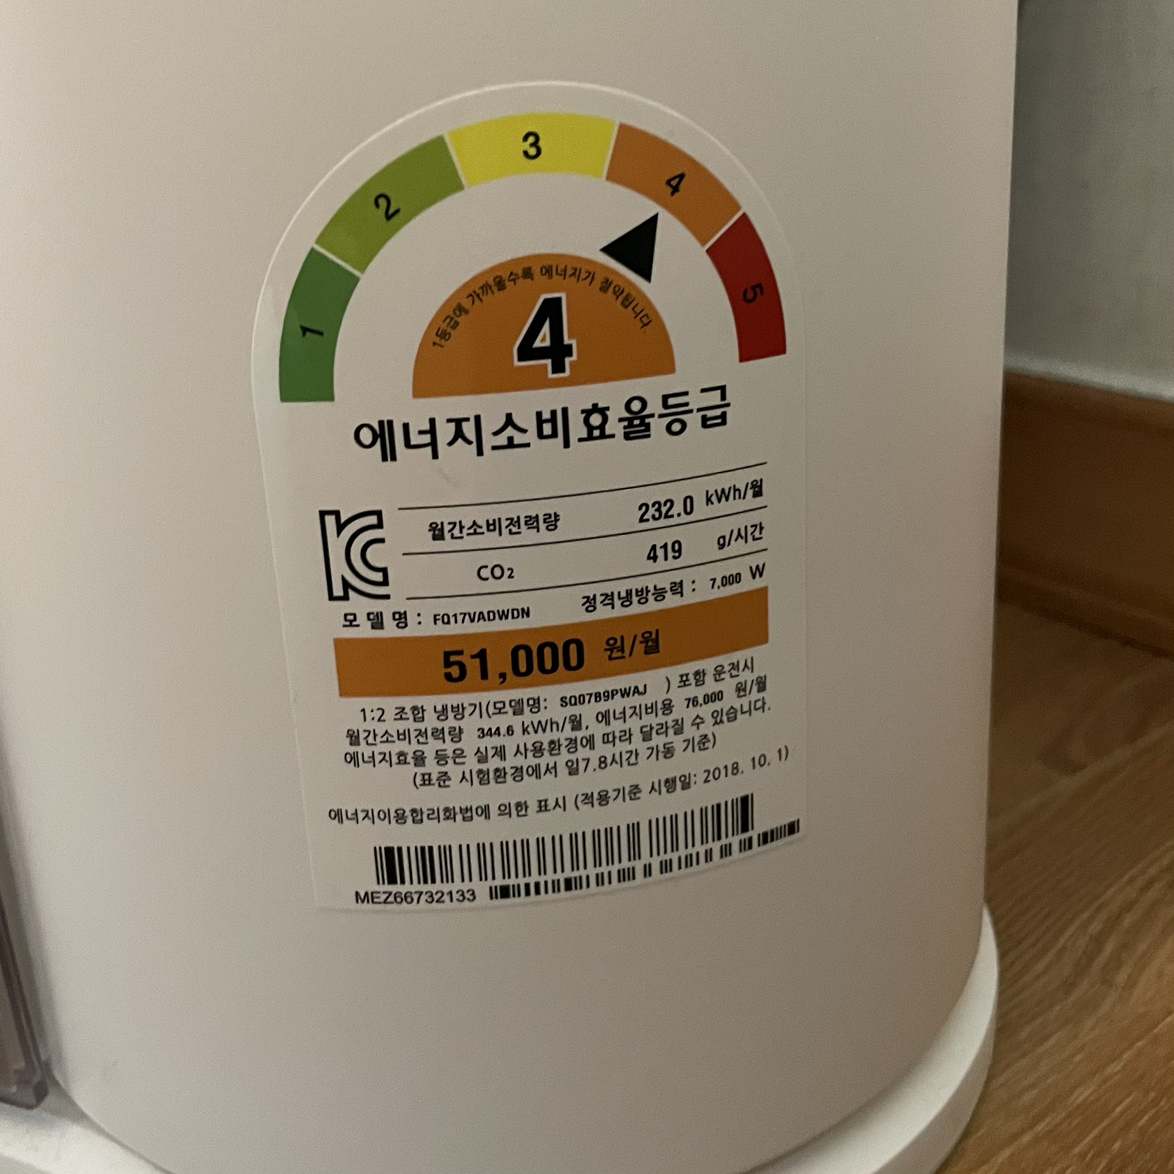 1
2
3
4
5
1등급에 가까울수록 에너지가 절약됩니다.
4
에너지소비효율등급
월간소비전력량 232.0 kWh/월
CO₂ 419 g/시간
모델명 : FQ17VADWDN 정격냉방능력 : 7,000 W
51,000 원/월
1:2 조합 냉방기(모델명: SQ07B9PWAJ ) 포함 운전시
월간소비전력량 344.6 kWh/월, 에너지비용 76,000 원/월
에너지효율 등은 실제 사용환경에 따라 달라질 수 있습니다.
(표준 시험환경에서 일7.8시간 가동 기준)
에너지이용합리화법에 의한 표시 (적용기준 시행일: 2018. 10. 1)
MEZ66732133